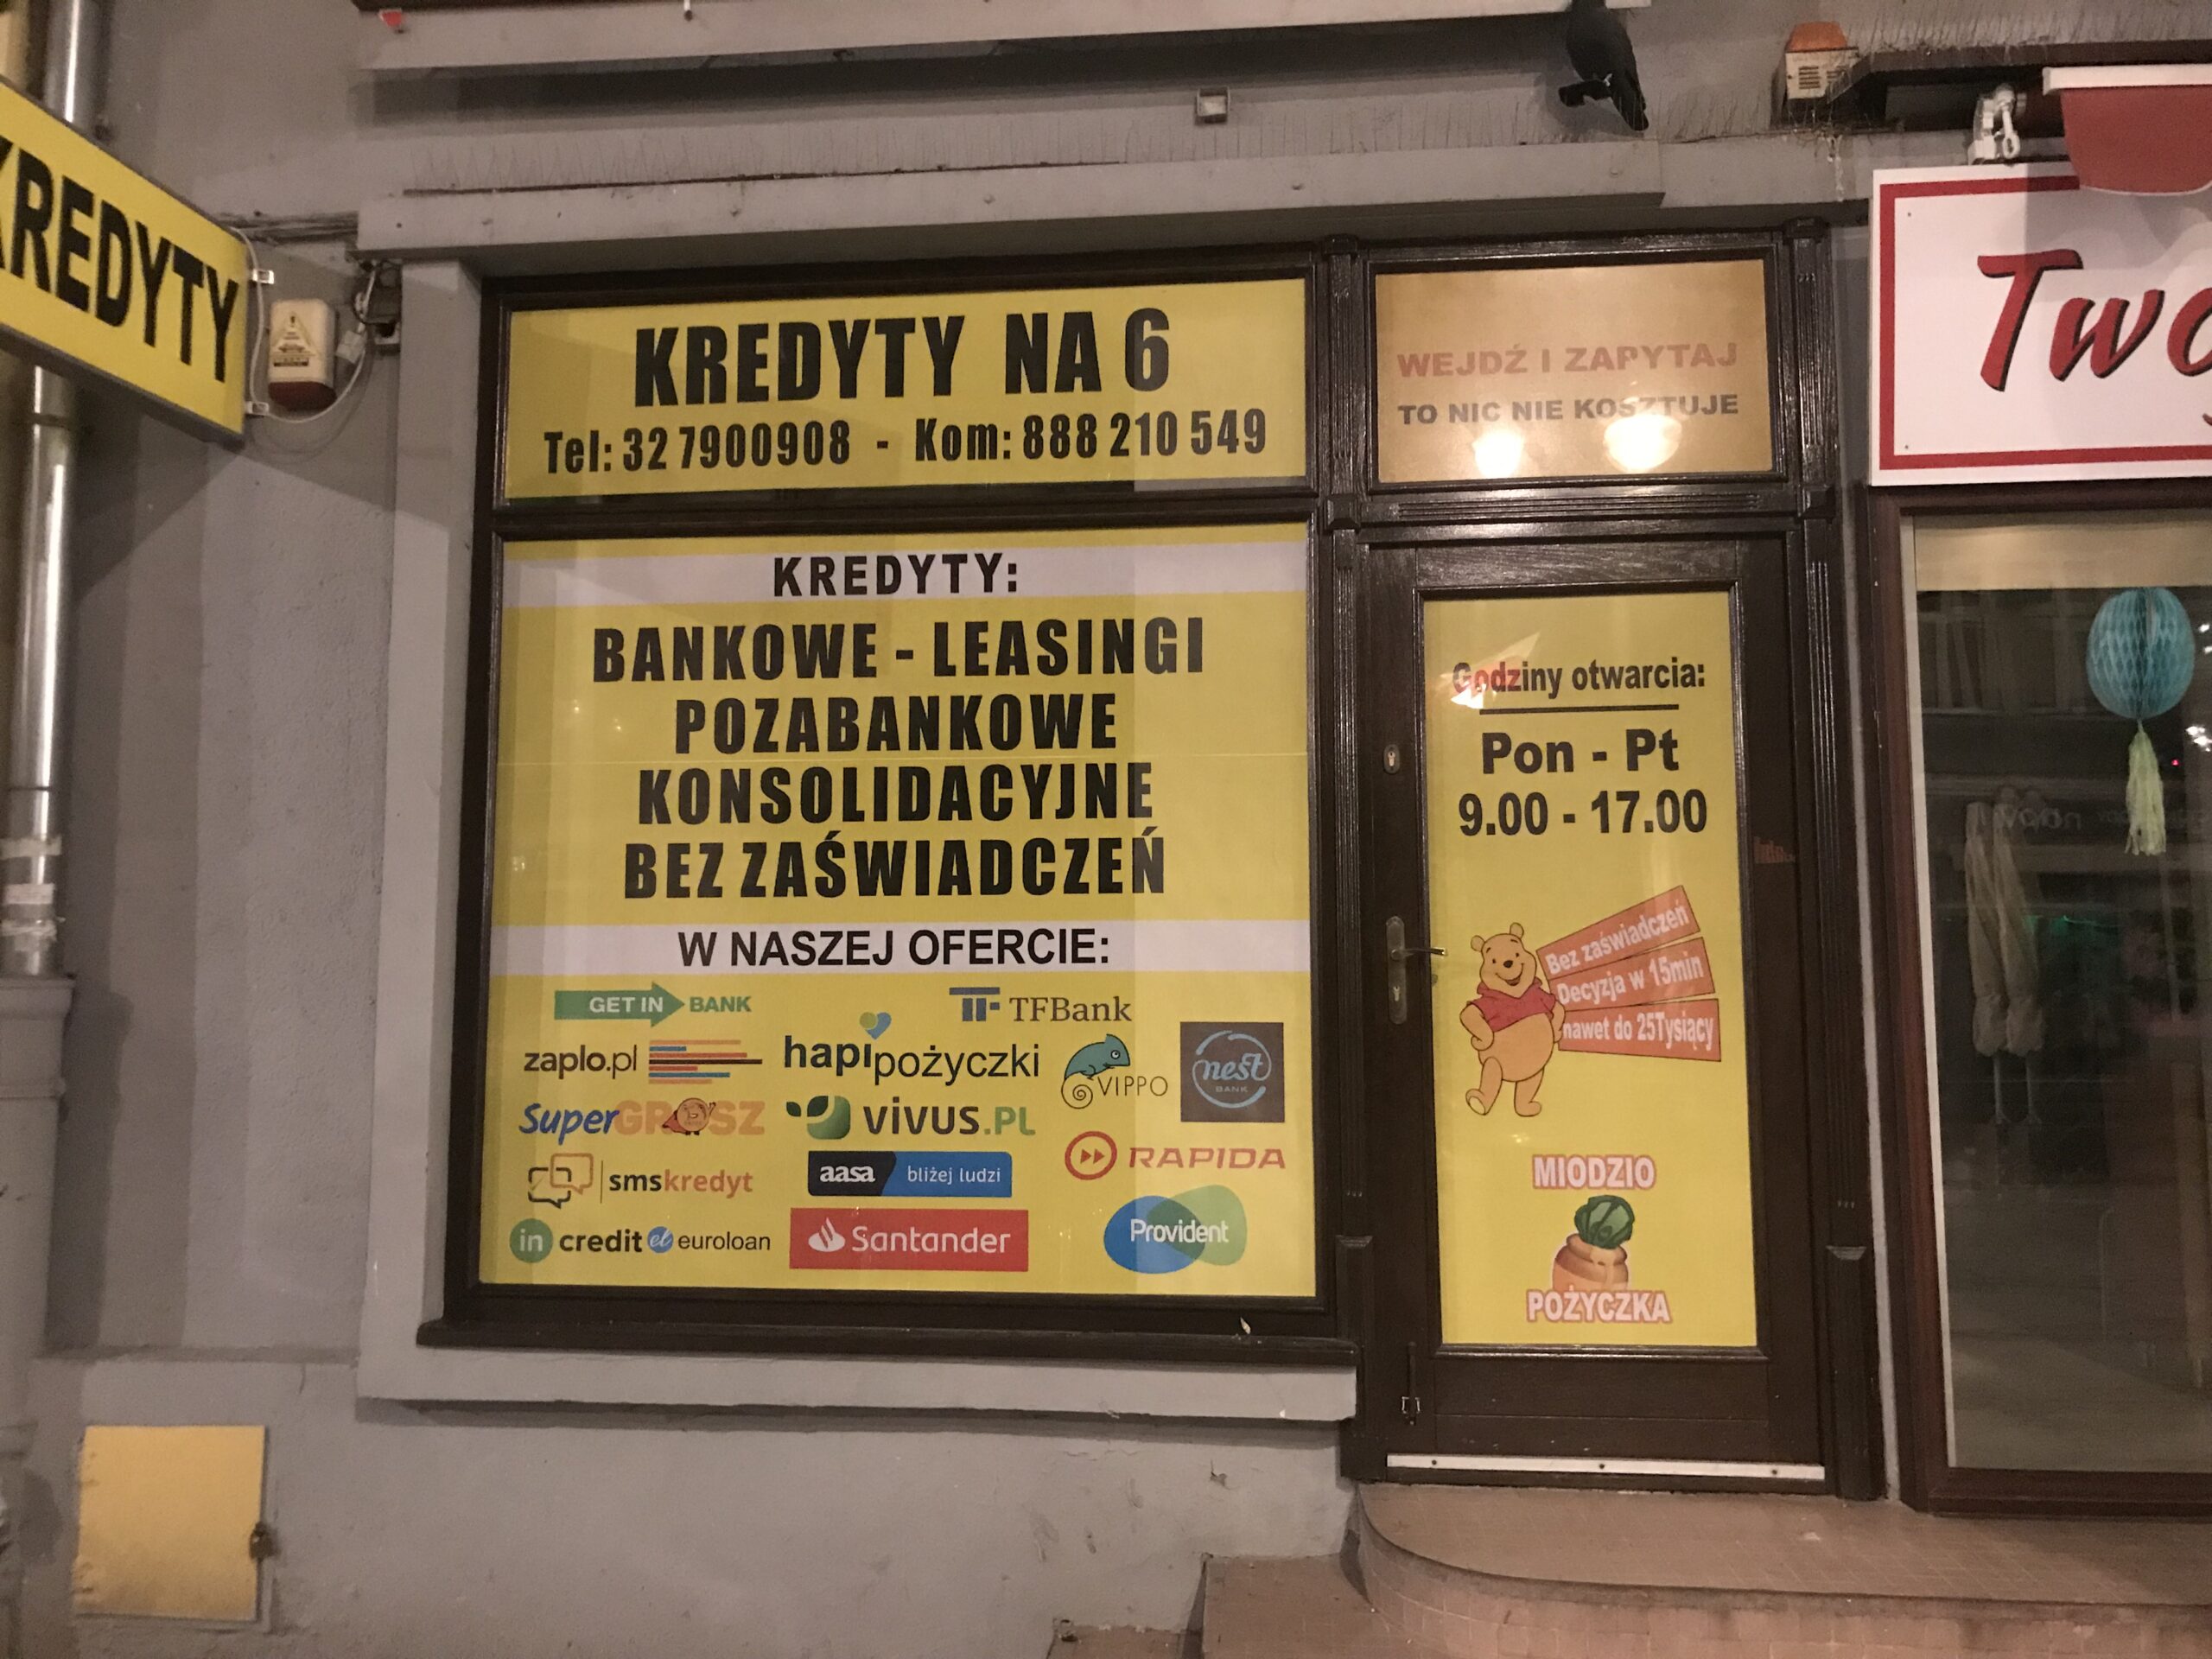 KREDYTY
KREDYTY NA 6
Tel: 32 7900908 - Kom: 888 210 549
WEJDŹ I ZAPYTAJ
TO NIC NIE KOSZTUJE
KREDYTY:
BANKOWE - LEASINGI
POZABANKOWE
KONSOLIDACYJNE
BEZ ZAŚWIADCZEŃ
W NASZEJ OFERCIE:
GET IN BANK
TF TFBank
zaplo.pl
hapipożyczki
VIPPO
nest
BANK
SuperGROSZ
vivus.PL
RAPIDA
smskredyt
aasa bliżej ludzi
in credit el euroloan
Santander
Provident
Godziny otwarcia:
Pon - Pt
9.00 - 17.00
Bez zaświadczeń
Decyzja w 15min
nawet do 25Tysiący
MIODZIO
POŻYCZKA